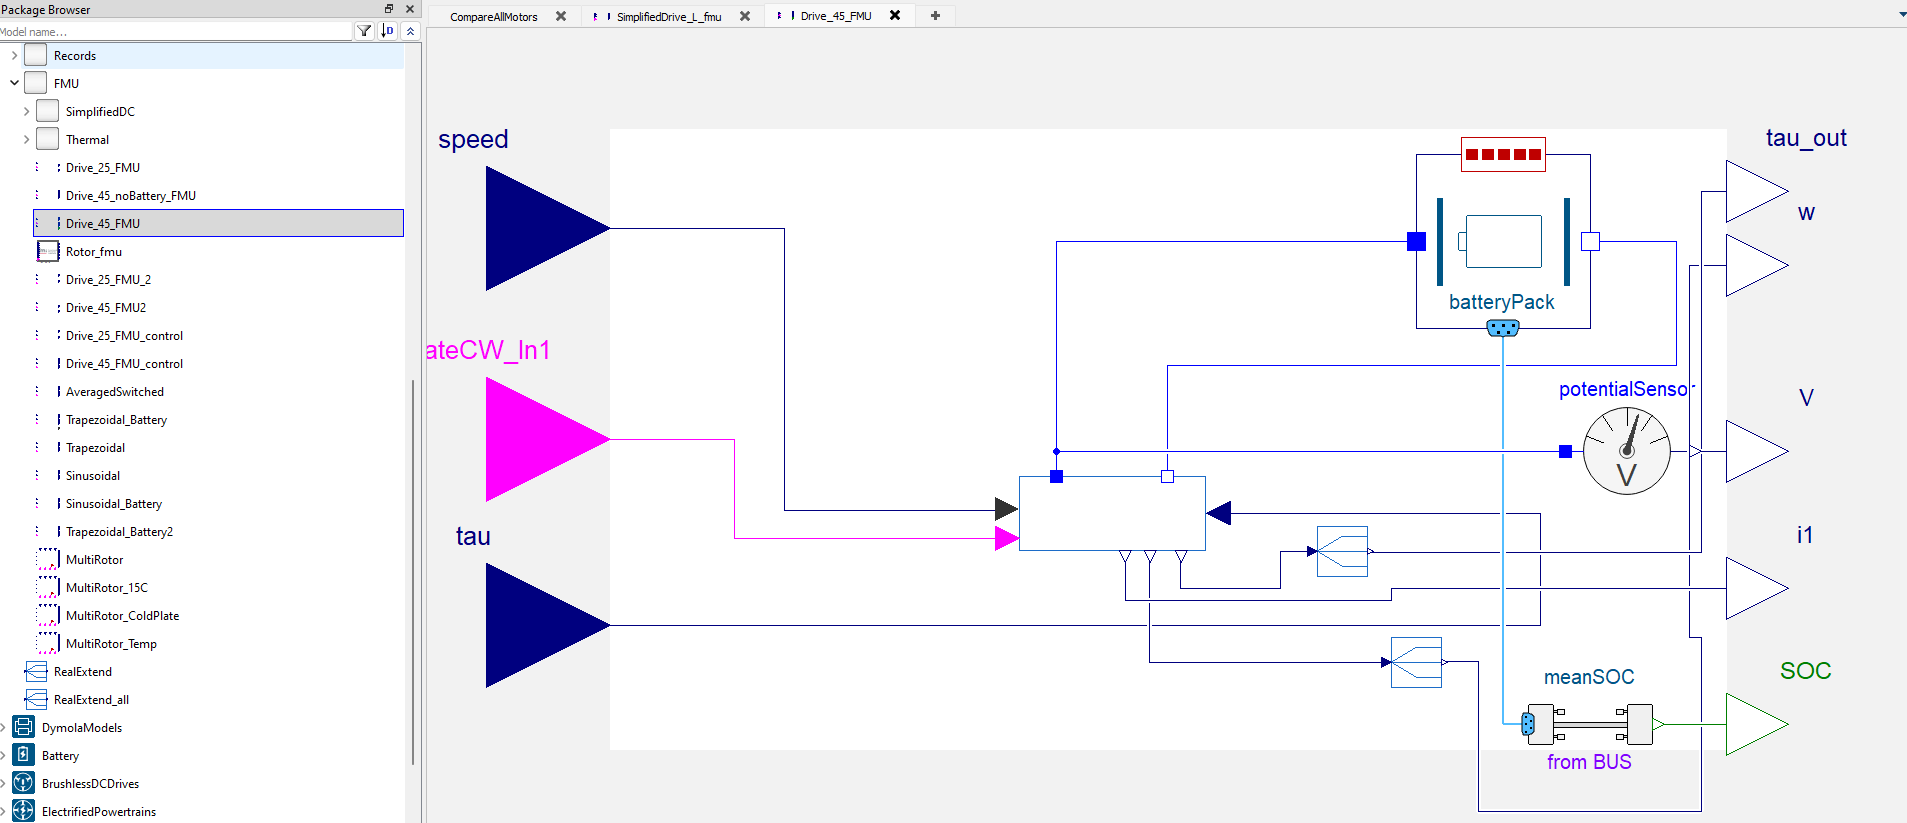 Package Browser
Model name...
Records
FMU
SimplifiedDC
Thermal
Drive_25_FMU
Drive_45_noBattery_FMU
Drive_45_FMU
Rotor_fmu
Drive_25_FMU_2
Drive_45_FMU2
Drive_25_FMU_control
Drive_45_FMU_control
AveragedSwitched
Trapezoidal_Battery
Trapezoidal
Sinusoidal
Sinusoidal_Battery
Trapezoidal_Battery2
MultiRotor
MultiRotor_15C
MultiRotor_ColdPlate
MultiRotor_Temp
RealExtend
RealExtend_all
DymolaModels
Battery
BrushlessDCDrives
ElectrifiedPowertrains
CompareAllMotors
SimplifiedDrive_L_fmu
Drive_45_FMU
speed
ateCW_In1
tau
batteryPack
potentialSensor
V
meanSOC
from BUS
tau_out
w
V
i1
SOC